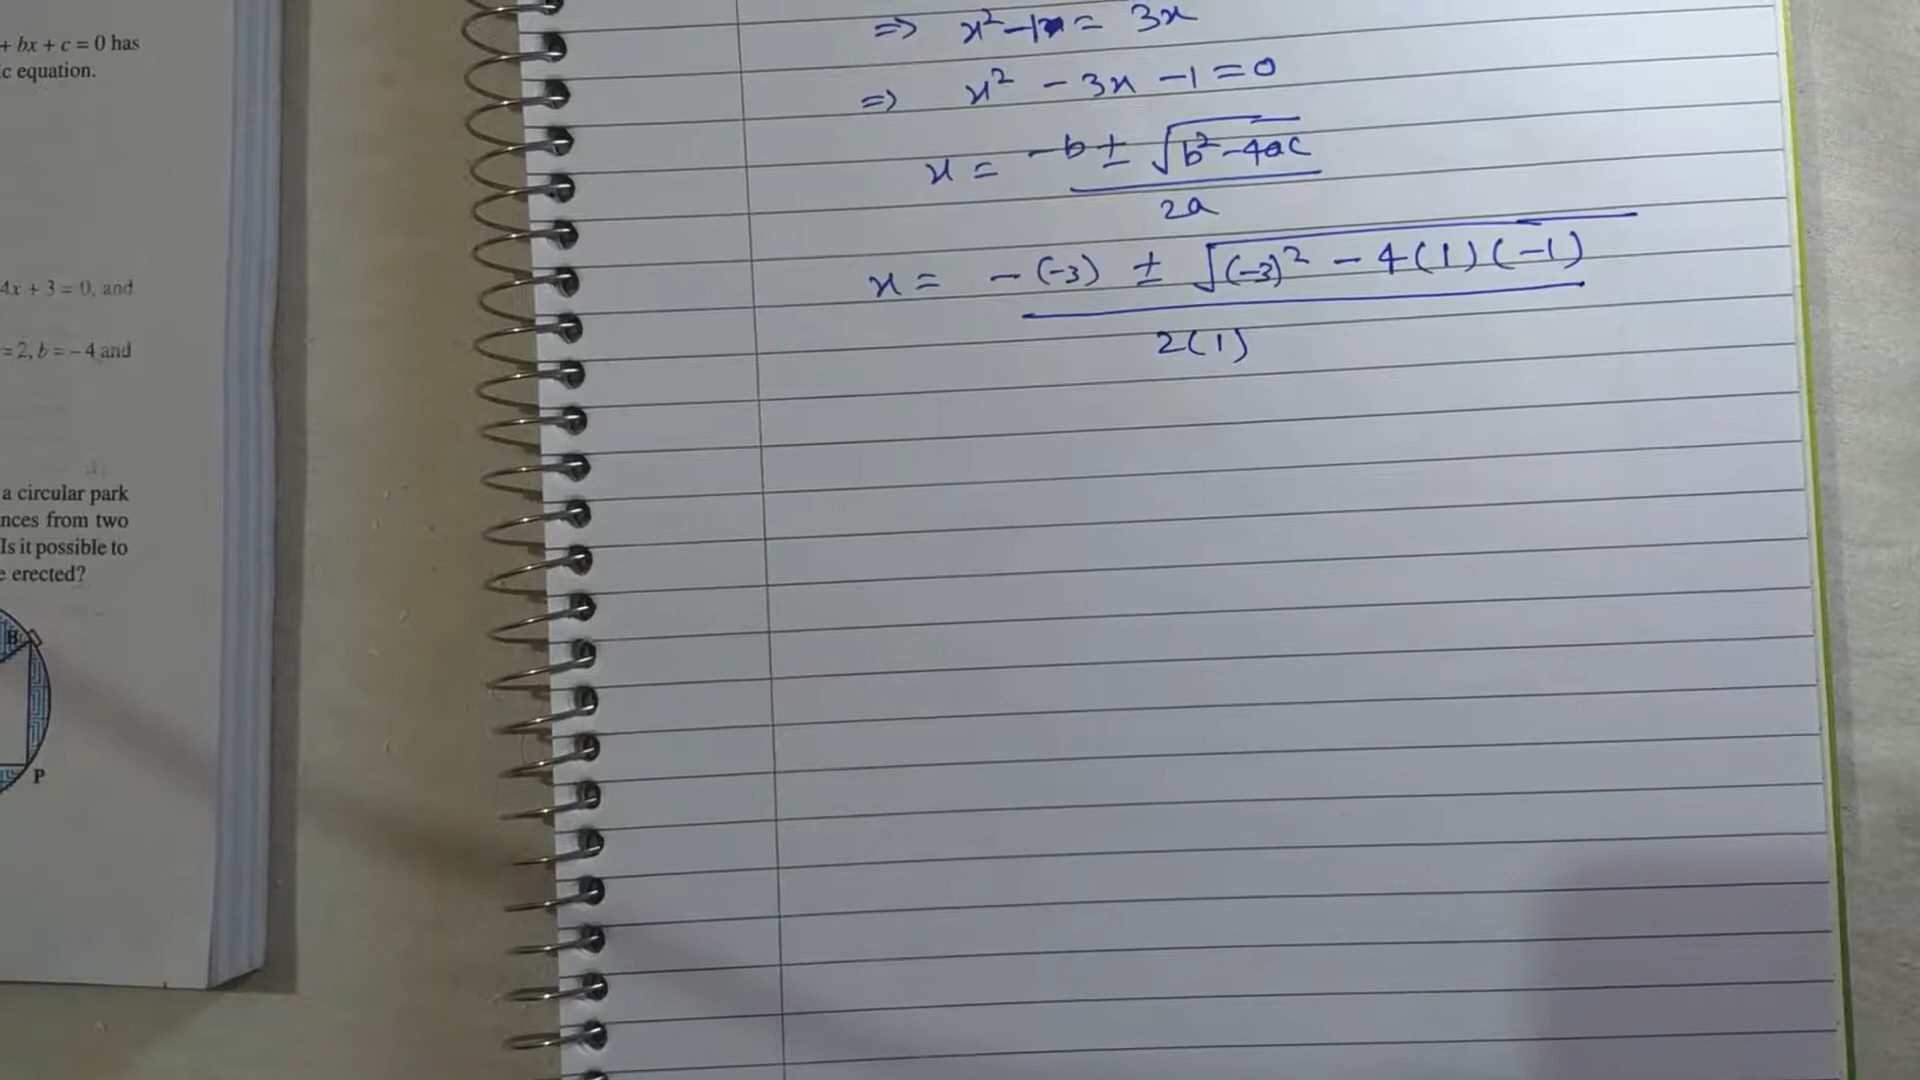 + bx + c = 0 has
c equation.
4x + 3 = 0, and
= 2, b = – 4 and
a circular park
nces from two
Is it possible to
e erected?
B
P
⇒ x² - 1 = 3x
⇒ x² - 3x - 1 = 0
x = -b ± √b² - 4ac
2a
x = - (-3) ± √(-3)² - 4(1)(-1)
2(1)